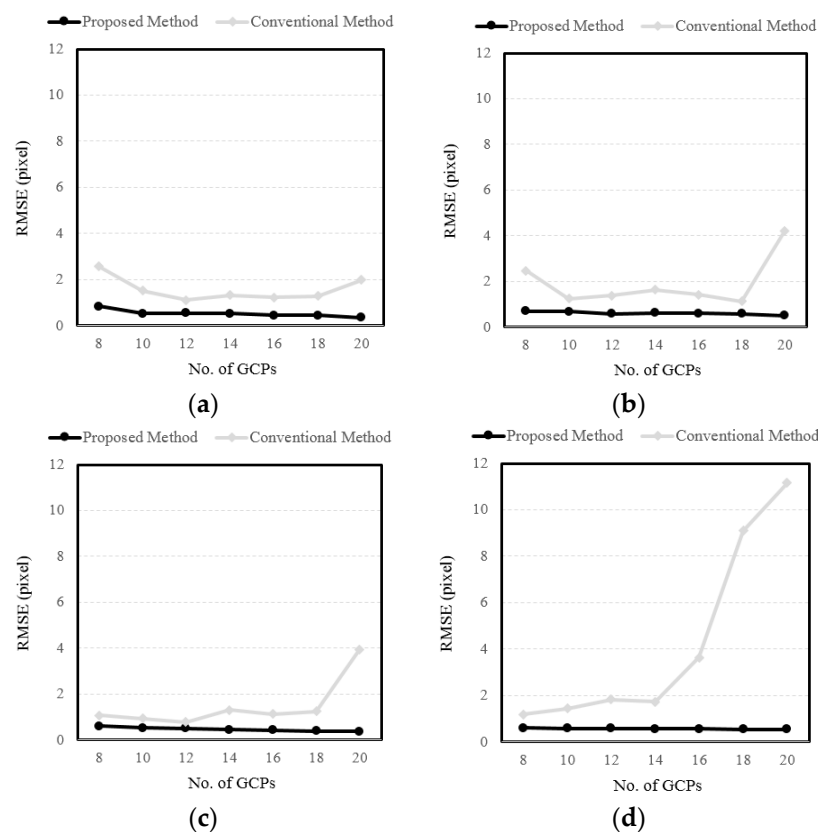 Proposed Method Conventional Method
12
10
8
6
4
2
0
RMSE (pixel)
8 10 12 14 16 18 20
No. of GCPs
(a)
Proposed Method Conventional Method
12
10
8
6
4
2
0
RMSE (pixel)
8 10 12 14 16 18 20
No. of GCPs
(b)
Proposed Method Conventional Method
12
10
8
6
4
2
0
RMSE (pixel)
8 10 12 14 16 18 20
No. of GCPs
(c)
Proposed Method Conventional Method
12
10
8
6
4
2
0
RMSE (pixel)
8 10 12 14 16 18 20
No. of GCPs
(d)